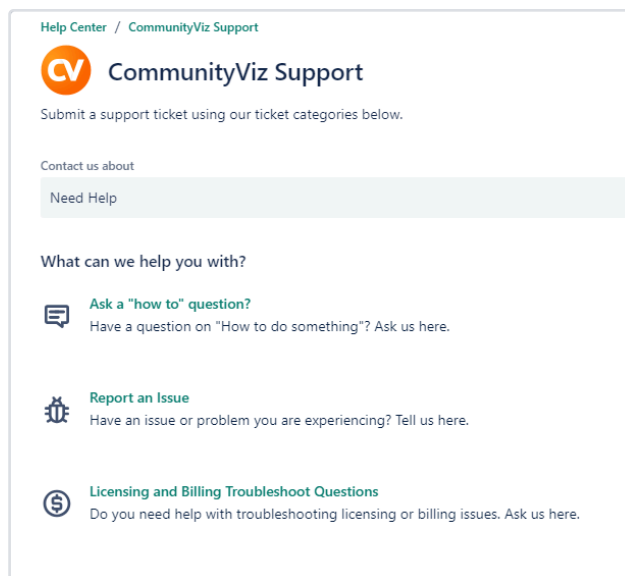 Help Center / CommunityViz Support
CV CommunityViz Support
Submit a support ticket using our ticket categories below.
Contact us about
Need Help
What can we help you with?
Ask a "how to" question?
Have a question on "How to do something"? Ask us here.
Report an Issue
Have an issue or problem you are experiencing? Tell us here.
Licensing and Billing Troubleshoot Questions
Do you need help with troubleshooting licensing or billing issues. Ask us here.